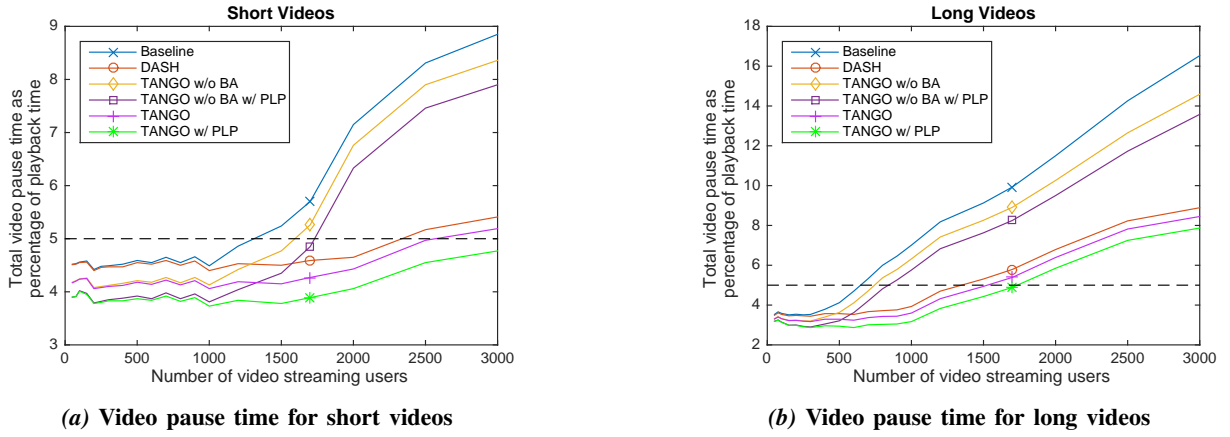 Short Videos
Total video pause time as
percentage of playback time
9
8
7
6
5
4
3
Baseline
DASH
TANGO w/o BA
TANGO w/o BA w/ PLP
TANGO
TANGO w/ PLP
0 500 1000 1500 2000 2500 3000
Number of video streaming users
(a) Video pause time for short videos
Long Videos
Total video pause time as
percentage of playback time
18
16
14
12
10
8
6
4
2
Baseline
DASH
TANGO w/o BA
TANGO w/o BA w/ PLP
TANGO
TANGO w/ PLP
0 500 1000 1500 2000 2500 3000
Number of video streaming users
(b) Video pause time for long videos